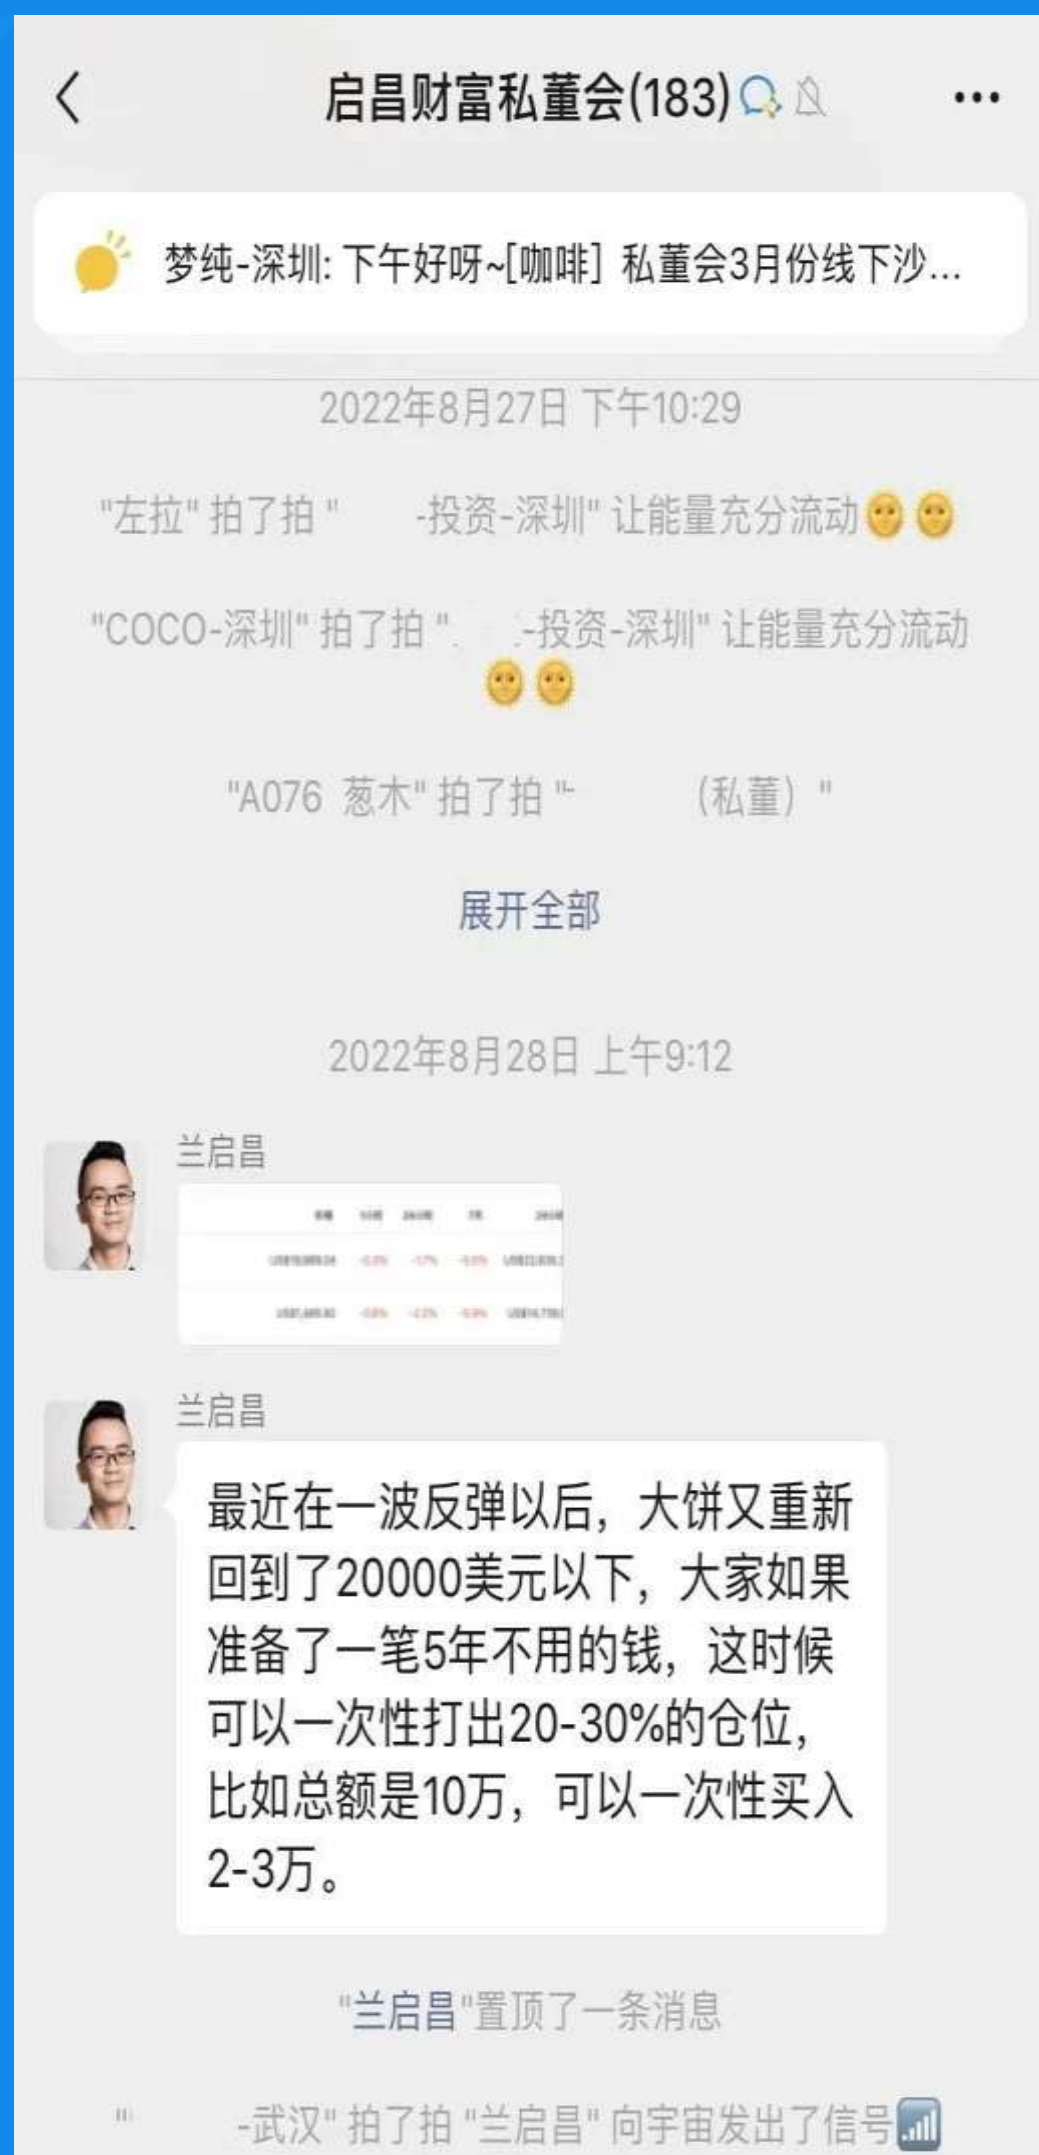 启昌财富私董会(183)
梦纯-深圳: 下午好呀~[咖啡] 私董会3月份线下沙...
2022年8月27日 下午10:29
"左拉" 拍了拍 " -投资-深圳" 让能量充分流动🌞🌞
"COCO-深圳" 拍了拍 " -投资-深圳" 让能量充分流动
🌞🌞
"A076 葱木" 拍了拍 " （私董）"
展开全部
2022年8月28日 上午9:12
兰启昌
兰启昌
最近在一波反弹以后，大饼又重新
回到了20000美元以下，大家如果
准备了一笔5年不用的钱，这时候
可以一次性打出20-30%的仓位，
比如总额是10万，可以一次性买入
2-3万。
"兰启昌"置顶了一条消息
" -武汉" 拍了拍 "兰启昌" 向宇宙发出了信号📶